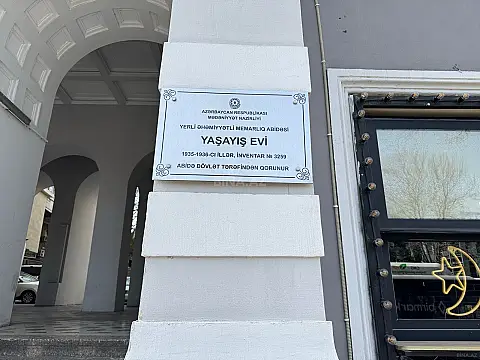 AZƏRBAYCAN RESPUBLİKASI
MƏDƏNİYYƏT NAZİRLİYİ
YERLİ ƏHƏMİYYƏTLİ MEMARLIQ ABİDƏSİ
YAŞAYIŞ EVİ
1935-1936-CI İLLƏR, İNVENTAR № 3259
ABİDƏ DÖVLƏT TƏRƏFİNDƏN QORUNUR